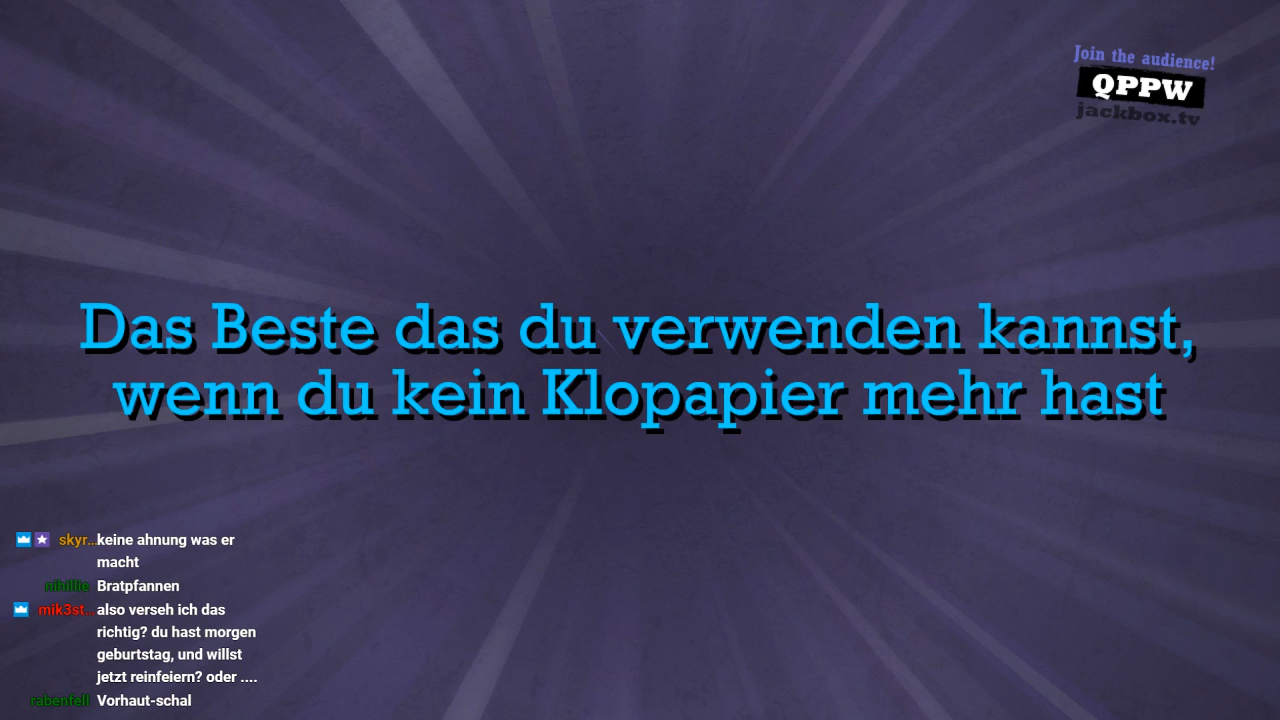 Join the audience!
QPPW
jackbox.tv
Das Beste das du verwenden kannst,
wenn du kein Klopapier mehr hast
skyr... keine ahnung was er
macht
nihillie Bratpfannen
mik3st... also verseh ich das
richtig? du hast morgen
geburtstag, und willst
jetzt reinfeiern? oder ....
rabenfell Vorhaut-schal